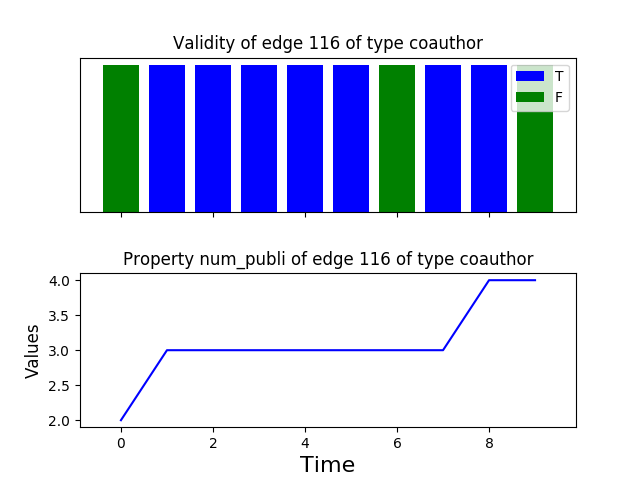 Validity of edge 116 of type coauthor
T
F
Property num_publi of edge 116 of type coauthor
4.0
3.5
3.0
2.5
2.0
Values
0 2 4 6 8
Time